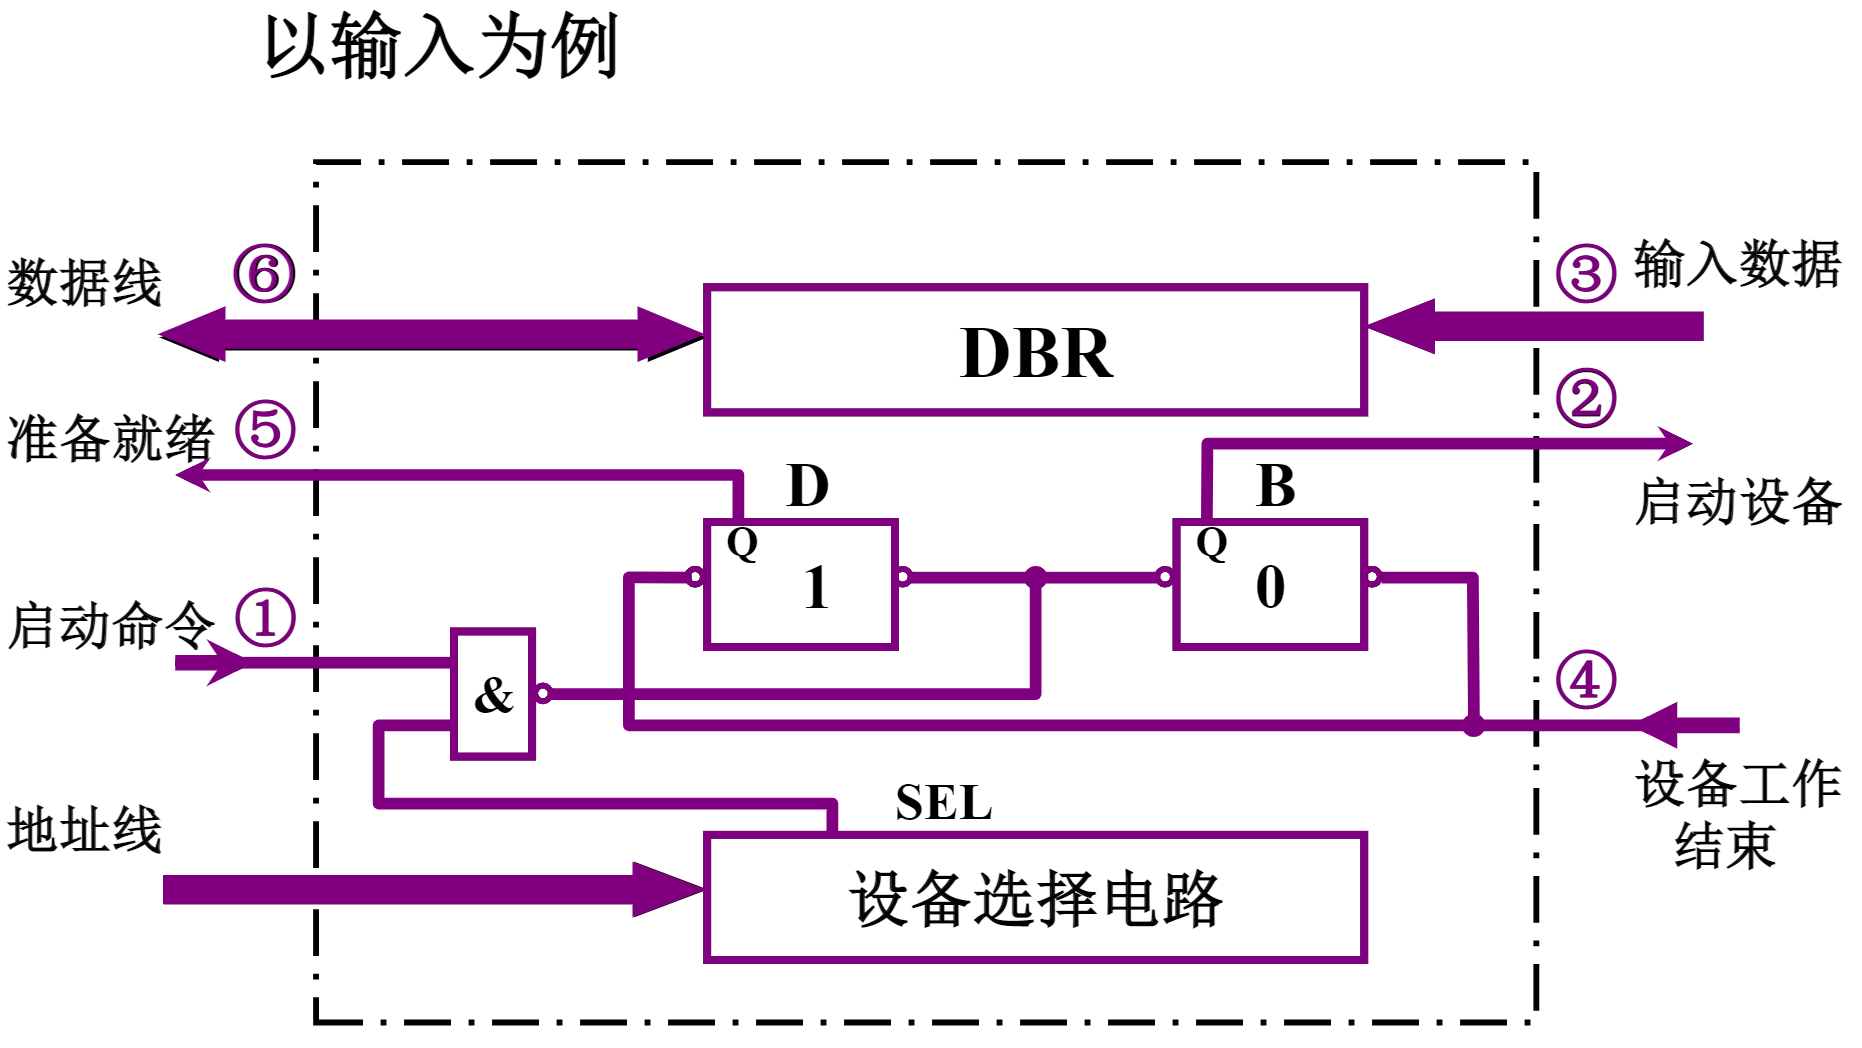 以输入为例
数据线
⑥
③
输入数据
DBR
②
准备就绪
⑤
D
B
启动设备
Q
1
Q
0
启动命令
①
&
④
设备工作
结束
SEL
地址线
设备选择电路